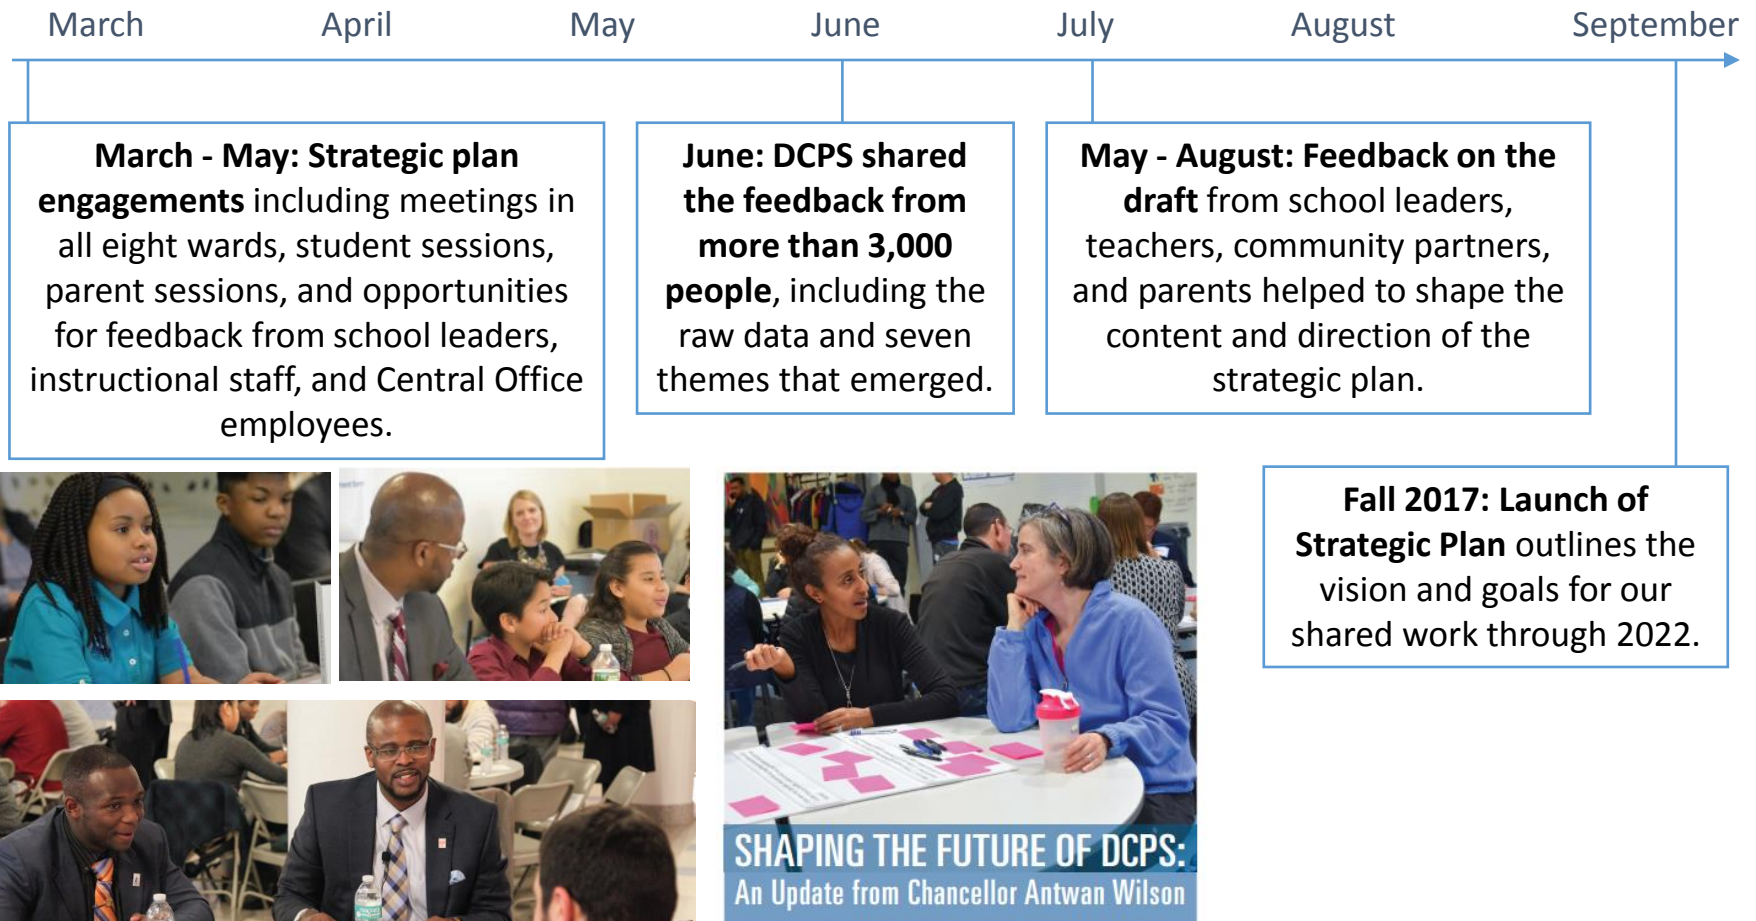 March April May June July August September
March - May: Strategic plan
engagements including meetings in
all eight wards, student sessions,
parent sessions, and opportunities
for feedback from school leaders,
instructional staff, and Central Office
employees.
June: DCPS shared
the feedback from
more than 3,000
people, including the
raw data and seven
themes that emerged.
May - August: Feedback on the
draft from school leaders,
teachers, community partners,
and parents helped to shape the
content and direction of the
strategic plan.
Fall 2017: Launch of
Strategic Plan outlines the
vision and goals for our
shared work through 2022.
SHAPING THE FUTURE OF DCPS:
An Update from Chancellor Antwan Wilson